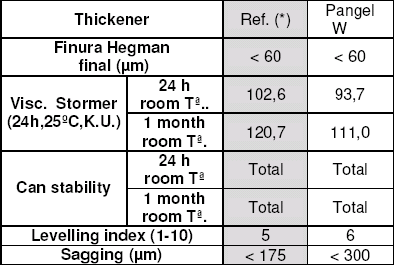 Thickener Ref. (*) Pangel W
Finura Hegman final (µm) < 60 < 60
Visc. Stormer (24h,25ºC,K.U.) 24 h room Tª.. 102,6 93,7
1 month room Tª. 120,7 111,0
Can stability 24 h room Tª Total Total
1 month room Tª. Total Total
Levelling index (1-10) 5 6
Sagging (µm) < 175 < 300